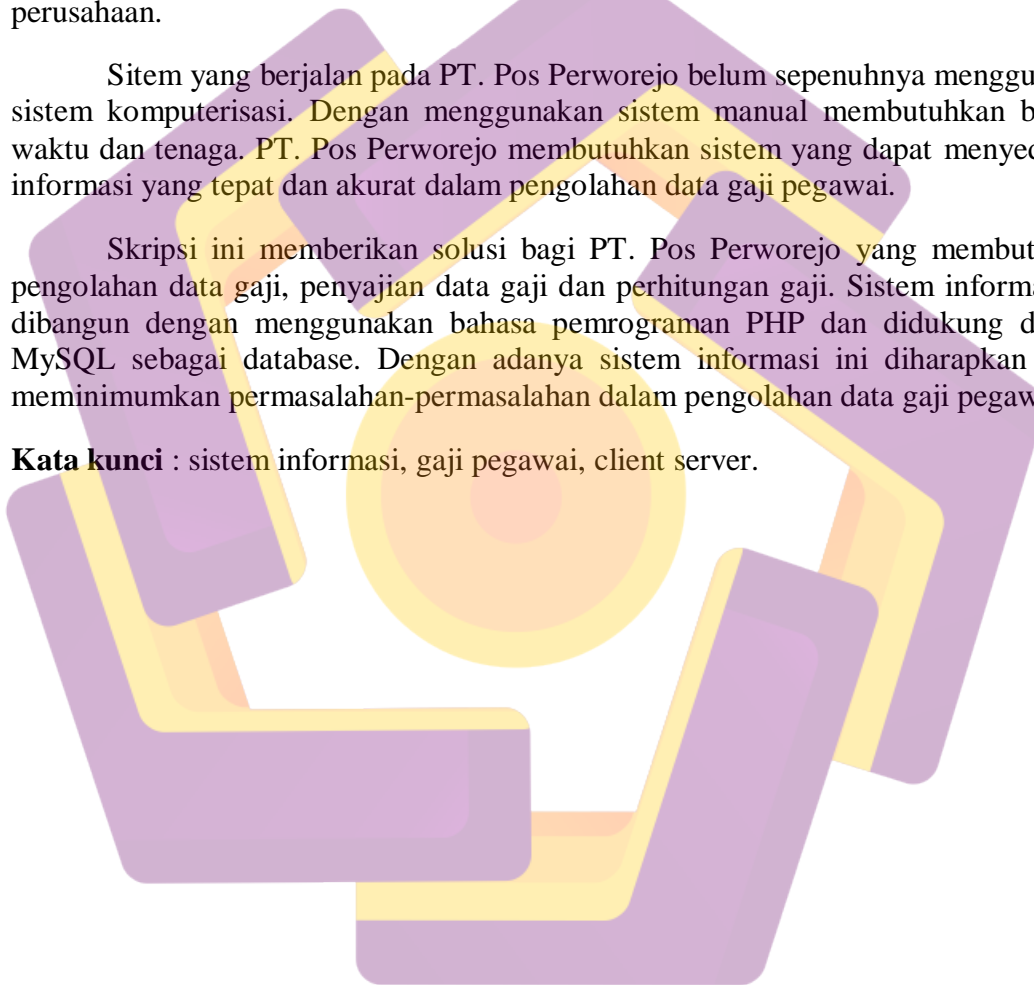 perusahaan.
Sitem yang berjalan pada PT. Pos Perworejo belum sepenuhnya menggu
sistem komputerisasi. Dengan menggunakan sistem manual membutuhkan b
waktu dan tenaga. PT. Pos Perworejo membutuhkan sistem yang dapat menyed
informasi yang tepat dan akurat dalam pengolahan data gaji pegawai.
Skripsi ini memberikan solusi bagi PT. Pos Perworejo yang membut
pengolahan data gaji, penyajian data gaji dan perhitungan gaji. Sistem informa
dibangun dengan menggunakan bahasa pemrograman PHP dan didukung d
MySQL sebagai database. Dengan adanya sistem informasi ini diharapkan
meminimumkan permasalahan-permasalahan dalam pengolahan data gaji pegaw
Kata kunci : sistem informasi, gaji pegawai, client server.